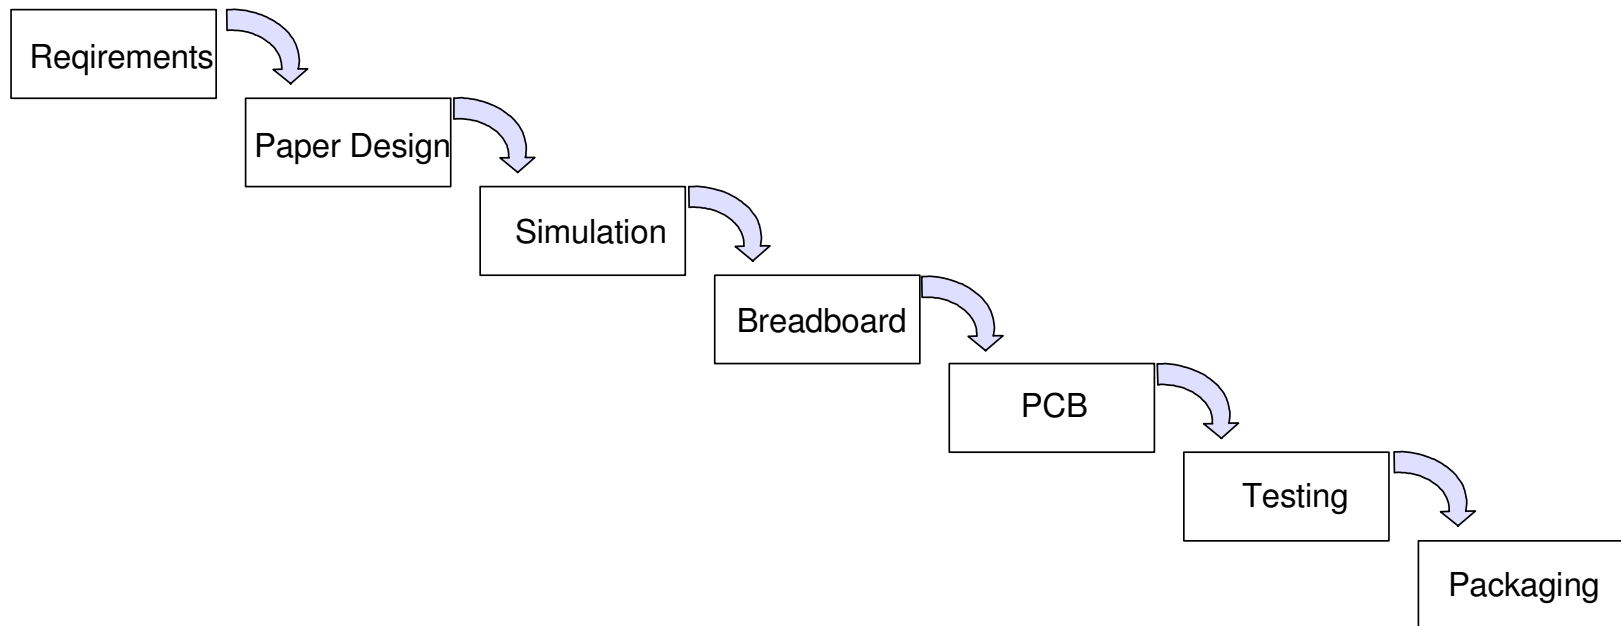 Reqirements
Paper Design
Simulation
Breadboard
PCB
Testing
Packaging